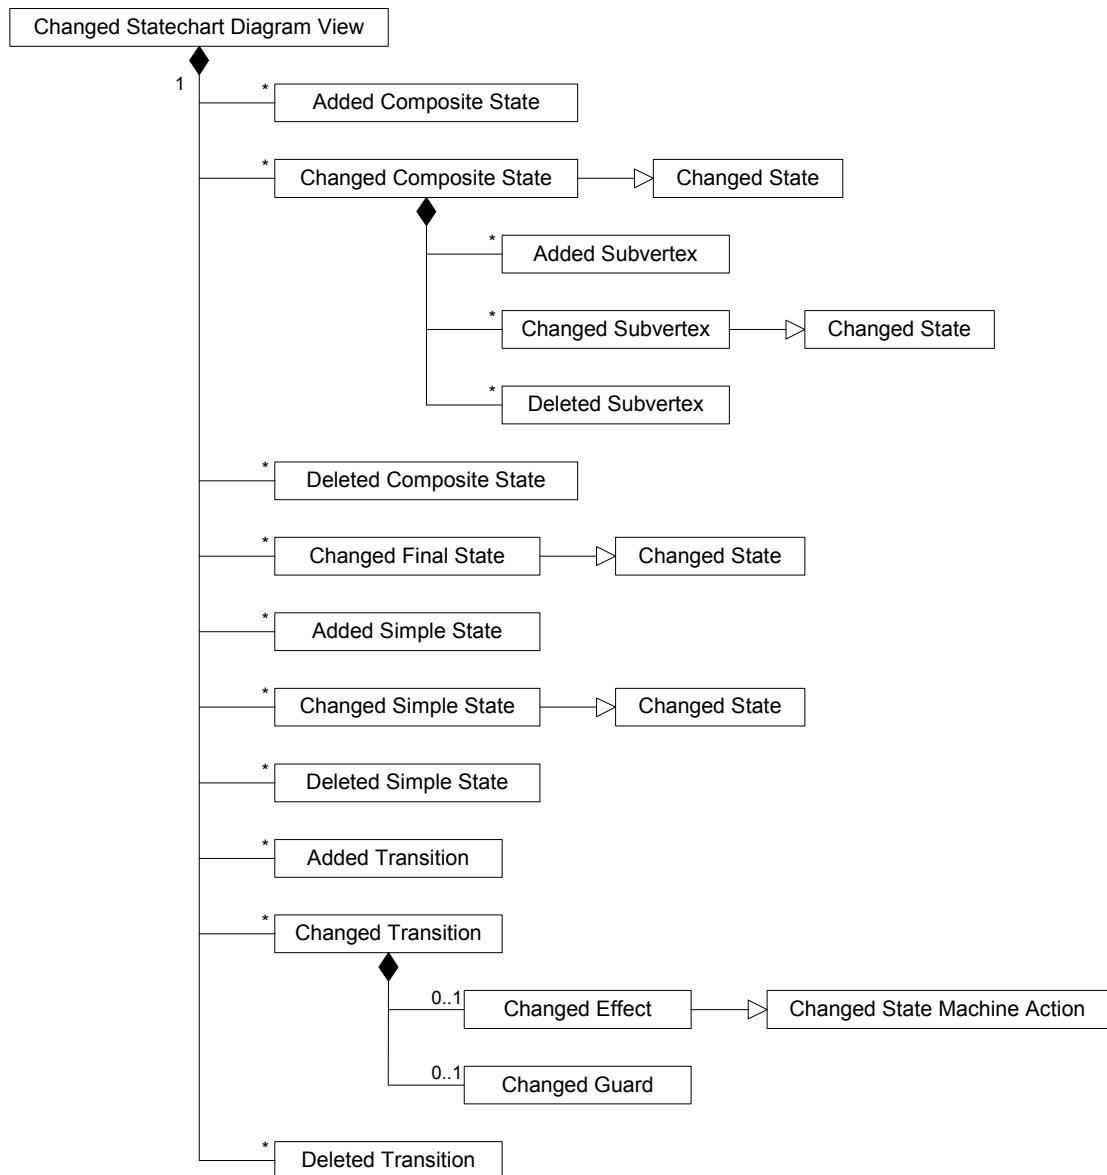 Changed Statechart Diagram View
1
* Added Composite State
* Changed Composite State Changed State
* Added Subvertex
* Changed Subvertex Changed State
* Deleted Subvertex
* Deleted Composite State
* Changed Final State Changed State
* Added Simple State
* Changed Simple State Changed State
* Deleted Simple State
* Added Transition
* Changed Transition
0..1 Changed Effect Changed State Machine Action
0..1 Changed Guard
* Deleted Transition